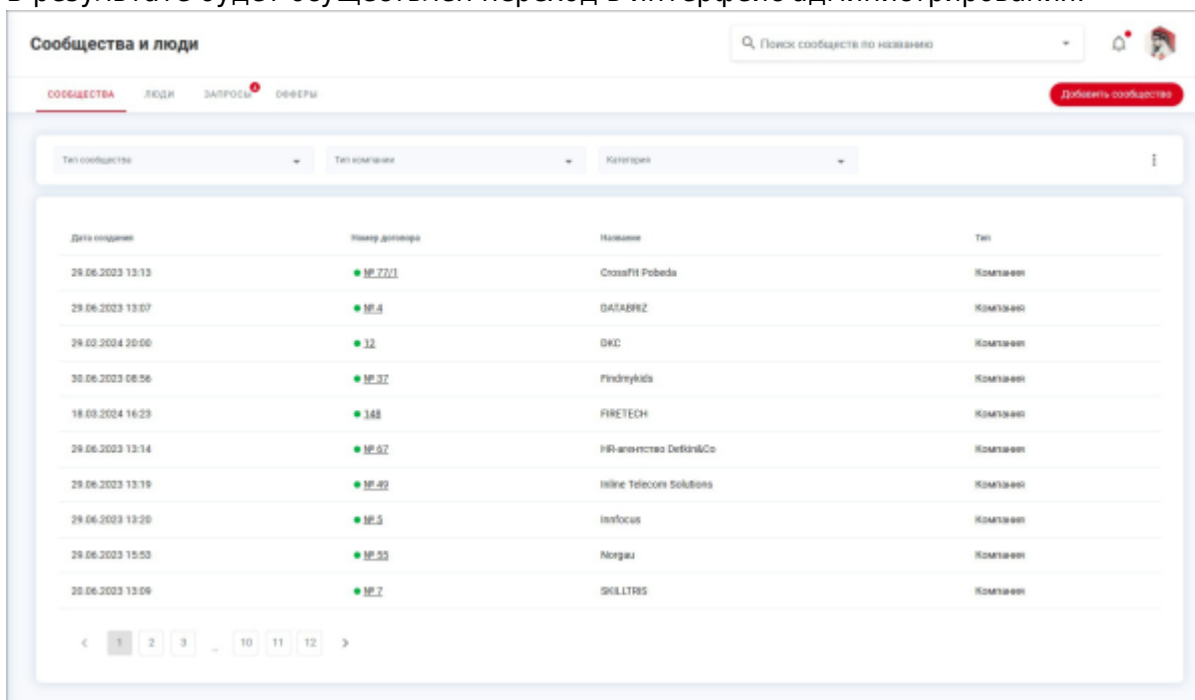 В результате будет осуществлен переход в интерфейс администрирования.
Сообщества и люди
Поиск сообществ по названию
СООБЩЕСТВА ЛЮДИ ЗАПРОСЫ ОФФЕРЫ
Добавить сообщество
Тип сообщества Тип компании Категория
Дата создания Номер договора Название Тип
29.06.2023 13:13 № 77/1 CrossFit Pobeda Компания
29.06.2023 13:07 № 4 DATABRIZ Компания
29.02.2024 20:00 12 DKC Компания
30.06.2023 08:56 № 37 Findmykids Компания
18.03.2024 16:23 148 FIRETECH Компания
29.06.2023 13:14 № 67 HR-агентство Detkin&Co Компания
29.06.2023 13:19 № 49 Inline Telecom Solutions Компания
29.06.2023 13:20 № 5 Innfocus Компания
29.06.2023 15:53 № 55 Norgau Компания
20.06.2023 13:09 № 7 SKILLTRIS Компания
< 1 2 3 ... 10 11 12 >